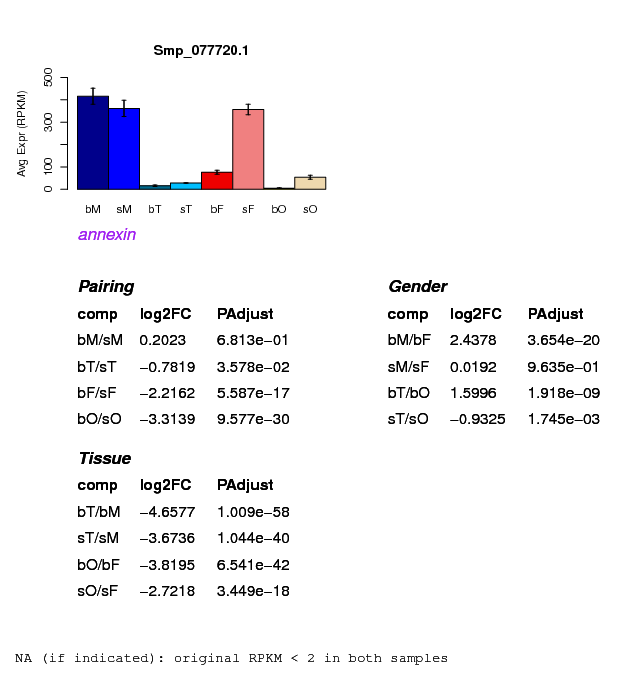 Smp_077720.1
Avg Expr (RPKM)
500
300
100
0
bM sM bT sT bF sF bO sO
annexin
Pairing
comp log2FC PAdjust
bM/sM 0.2023 6.813e−01
bT/sT −0.7819 3.578e−02
bF/sF −2.2162 5.587e−17
bO/sO −3.3139 9.577e−30
Gender
comp log2FC PAdjust
bM/bF 2.4378 3.654e−20
sM/sF 0.0192 9.635e−01
bT/bO 1.5996 1.918e−09
sT/sO −0.9325 1.745e−03
Tissue
comp log2FC PAdjust
bT/bM −4.6577 1.009e−58
sT/sM −3.6736 1.044e−40
bO/bF −3.8195 6.541e−42
sO/sF −2.7218 3.449e−18
NA (if indicated): original RPKM < 2 in both samples